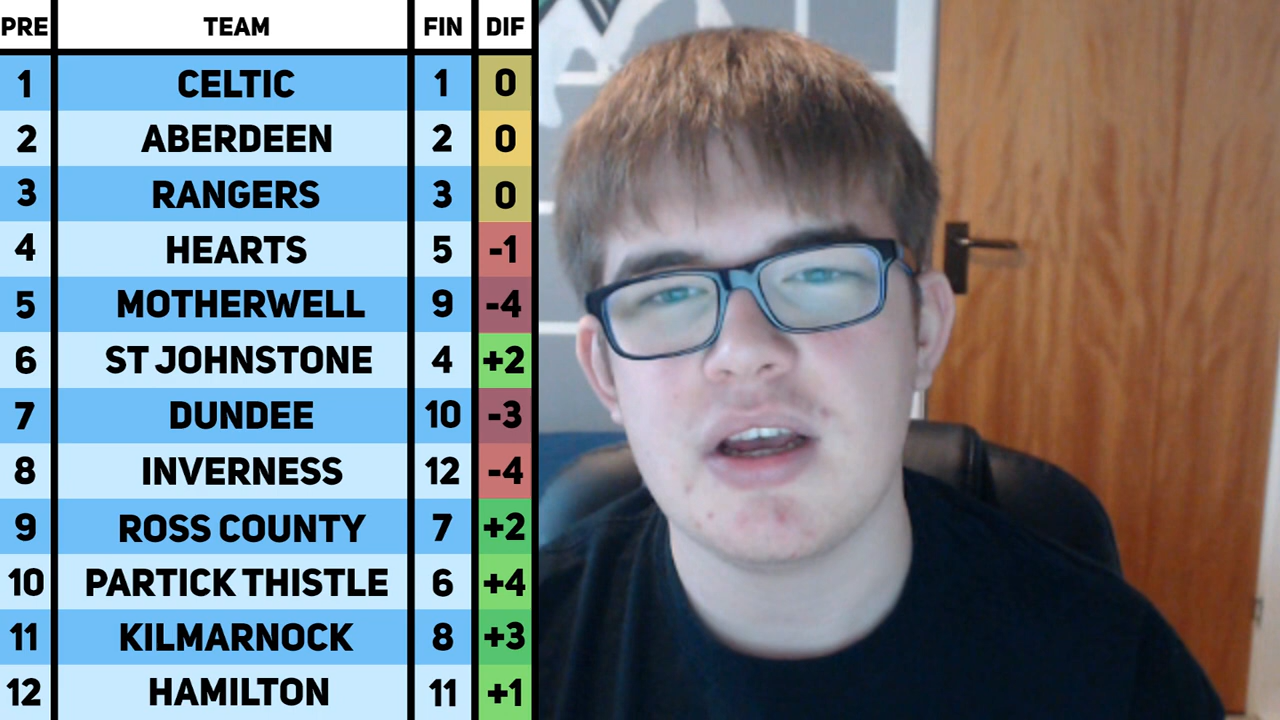 PRE TEAM FIN DIF
1 CELTIC 1 0
2 ABERDEEN 2 0
3 RANGERS 3 0
4 HEARTS 5 -1
5 MOTHERWELL 9 -4
6 ST JOHNSTONE 4 +2
7 DUNDEE 10 -3
8 INVERNESS 12 -4
9 ROSS COUNTY 7 +2
10 PARTICK THISTLE 6 +4
11 KILMARNOCK 8 +3
12 HAMILTON 11 +1